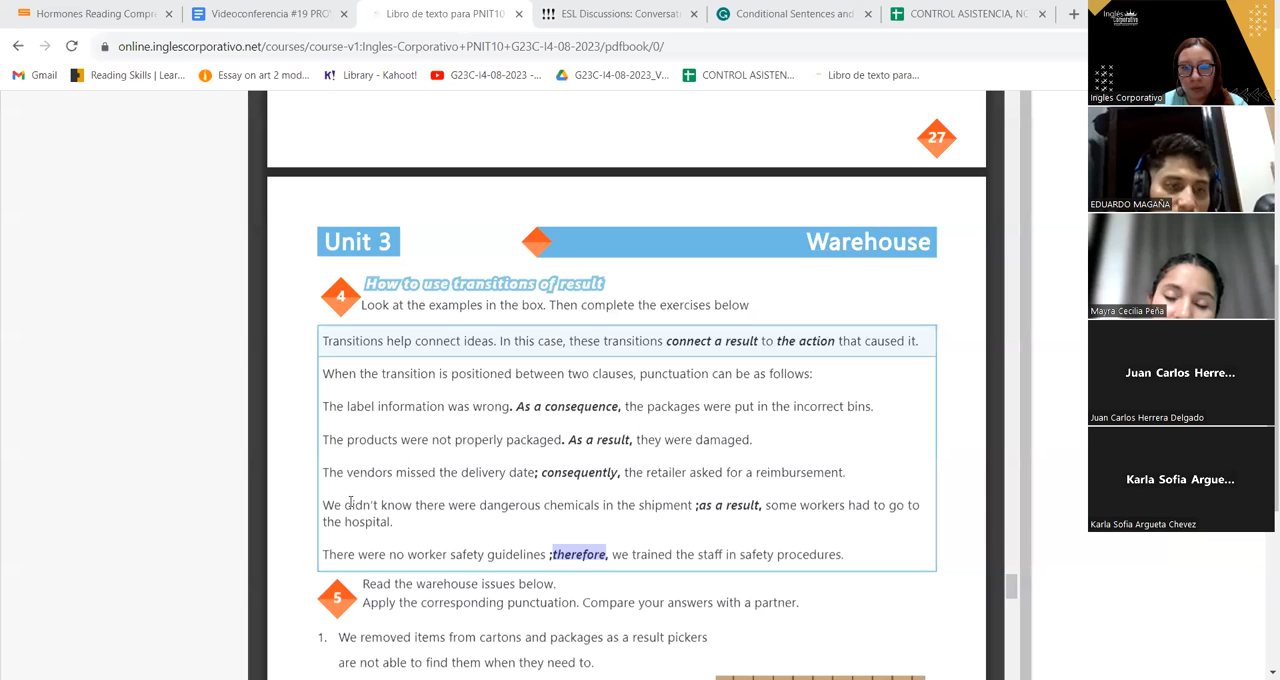 Hormones Reading Compre
Videoconferencia #19 PRO
Libro de texto para PNIT10
ESL Discussions: Conversat
Conditional Sentences and
CONTROL ASISTENCIA, NO
online.inglescorporativo.net/courses/course-v1:Ingles-Corporativo+PNIT10+G23C-I4-08-2023/pdfbook/0/
Gmail
Reading Skills | Lear...
Essay on art 2 mod...
Library - Kahoot!
G23C-I4-08-2023 -...
G23C-I4-08-2023_V...
CONTROL ASISTEN...
Libro de texto para...
27
Unit 3
Warehouse
4
How to use transitions of result
Look at the examples in the box. Then complete the exercises below
Transitions help connect ideas. In this case, these transitions connect a result to the action that caused it.
When the transition is positioned between two clauses, punctuation can be as follows:
The label information was wrong. As a consequence, the packages were put in the incorrect bins.
The products were not properly packaged. As a result, they were damaged.
The vendors missed the delivery date; consequently, the retailer asked for a reimbursement.
We didn't know there were dangerous chemicals in the shipment ;as a result, some workers had to go to
the hospital.
There were no worker safety guidelines ;therefore, we trained the staff in safety procedures.
5
Read the warehouse issues below.
Apply the corresponding punctuation. Compare your answers with a partner.
1. We removed items from cartons and packages as a result pickers
are not able to find them when they need to.
Inglés
Corporativo
Ingles Corporativo
EDUARDO MAGAÑA
Mayra Cecilia Peña
Juan Carlos Herre...
Juan Carlos Herrera Delgado
Karla Sofia Argue...
Karla Sofia Argueta Chevez